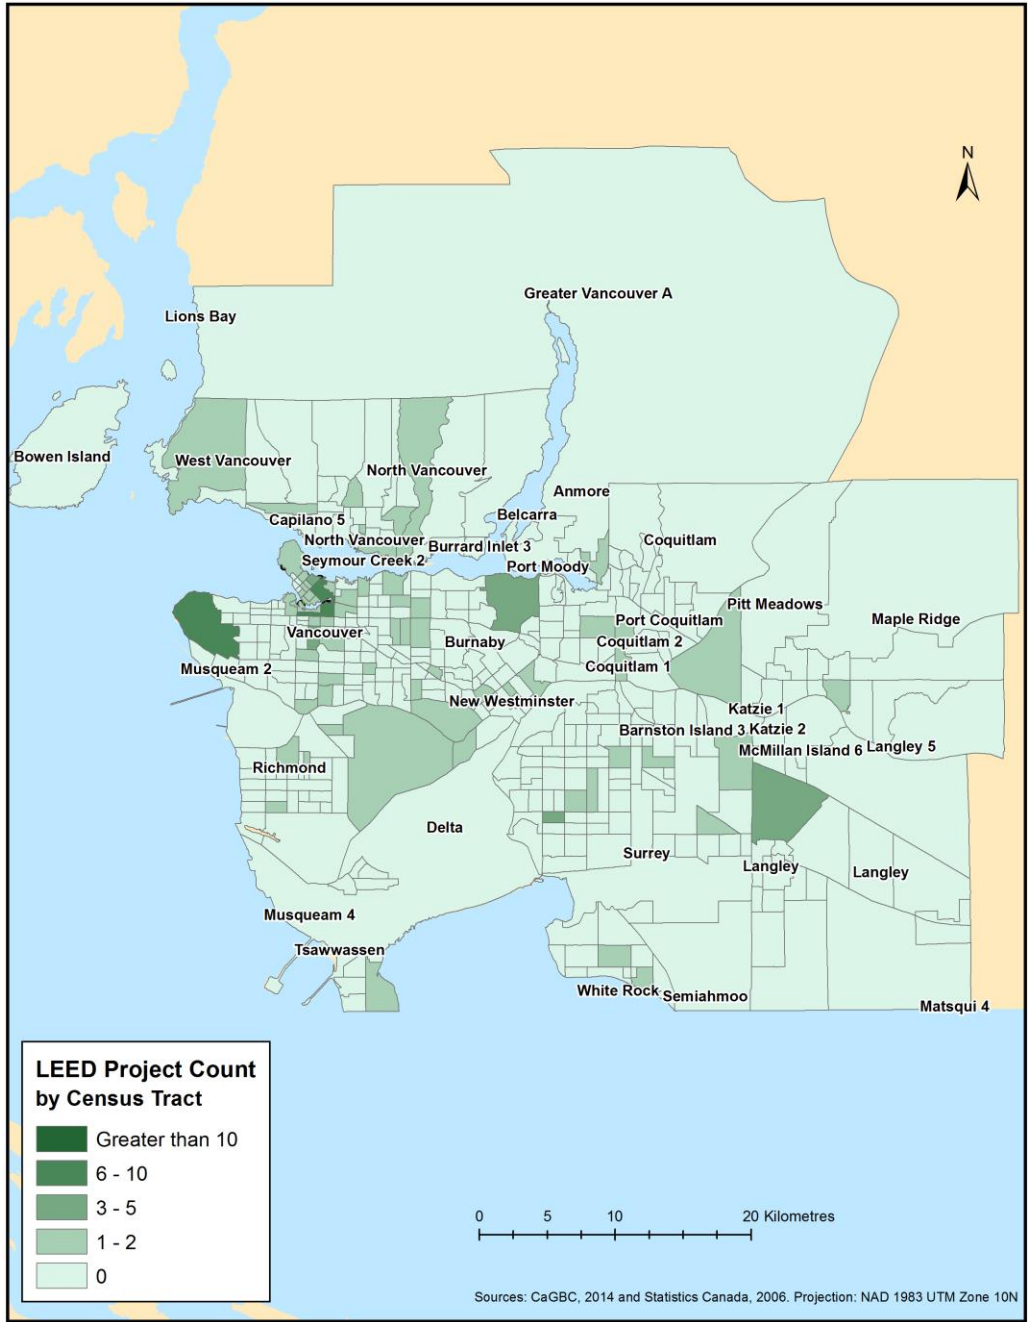 N
Greater Vancouver A
Lions Bay
Bowen Island
West Vancouver
North Vancouver
Anmore
Belcarra
Capilano 5
North Vancouver
Burrard Inlet 3
Coquitlam
Seymour Creek 2
Port Moody
Pitt Meadows
Maple Ridge
Port Coquitlam
Vancouver
Burnaby
Coquitlam 2
Musqueam 2
Coquitlam 1
New Westminster
Katzie 1
Barnston Island 3
Katzie 2
McMillan Island 6
Langley 5
Richmond
Delta
Surrey
Langley
Langley
Musqueam 4
Tsawwassen
White Rock
Semiahmoo
Matsqui 4
LEED Project Count
by Census Tract
Greater than 10
6 - 10
3 - 5
1 - 2
0
0 5 10 20 Kilometres
Sources: CaGBC, 2014 and Statistics Canada, 2006. Projection: NAD 1983 UTM Zone 10N